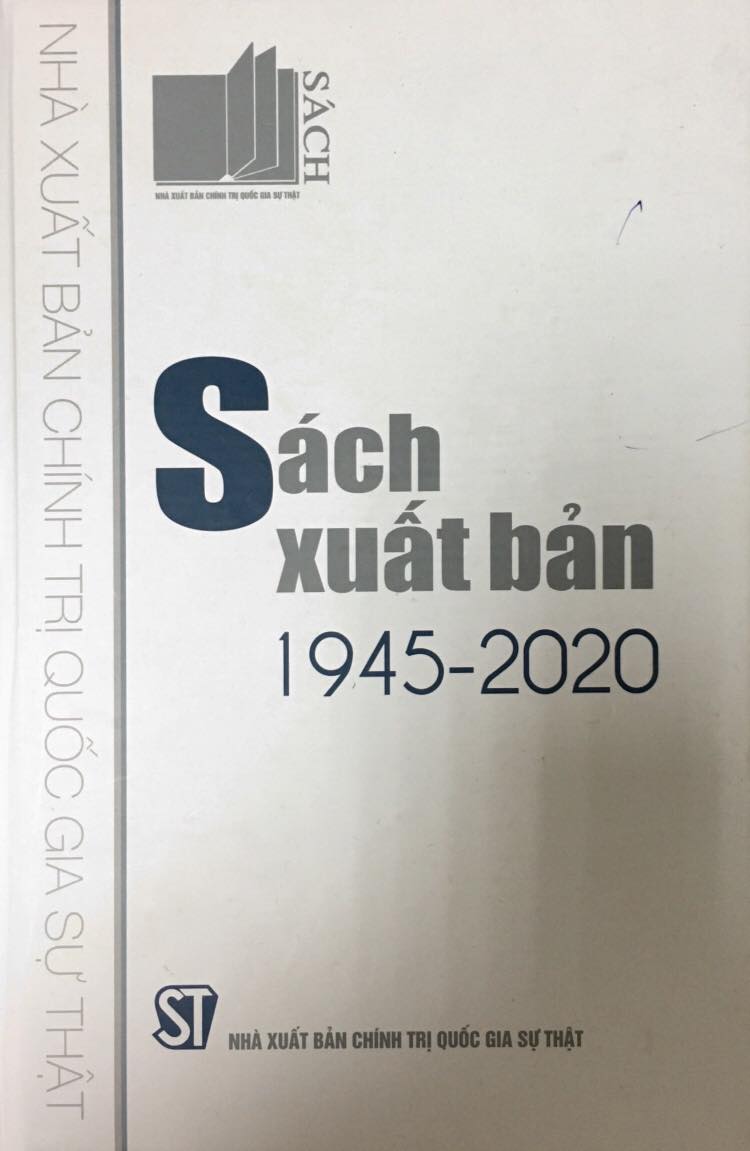 NHÀ XUẤT BẢN CHÍNH TRỊ QUỐC GIA SỰ THẬT
SÁCH
NHÀ XUẤT BẢN CHÍNH TRỊ QUỐC GIA SỰ THẬT
Sách
xuất bản
1945-2020
ST
NHÀ XUẤT BẢN CHÍNH TRỊ QUỐC GIA SỰ THẬT